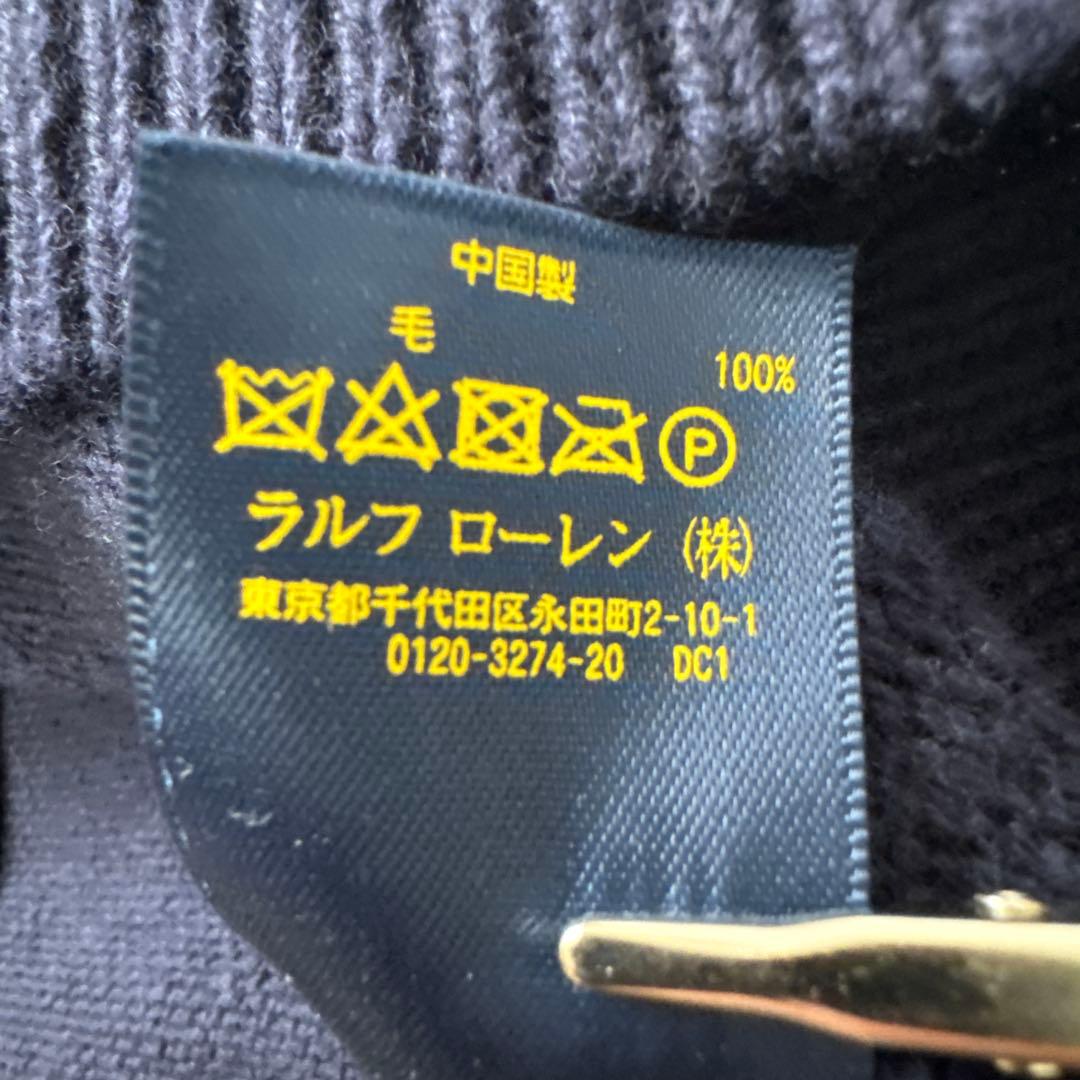 中国製
毛 100%
P
ラルフ ローレン (株)
東京都千代田区永田町2-10-1
0120-3274-20 DC1